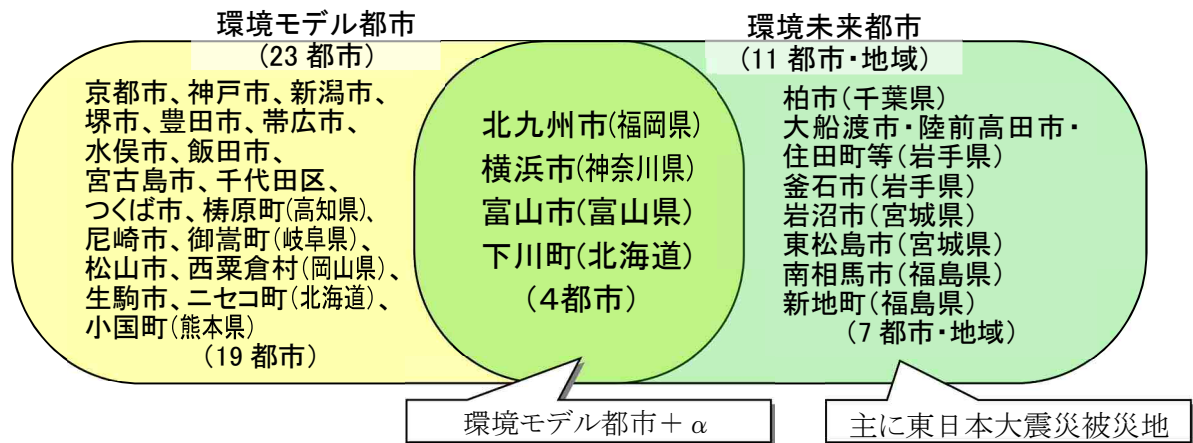 環境モデル都市
(23 都市)
京都市、神戸市、新潟市、
堺市、豊田市、帯広市、
水俣市、飯田市、
宮古島市、千代田区、
つくば市、梼原町(高知県)、
尼崎市、御嵩町(岐阜県)、
松山市、西粟倉村(岡山県)、
生駒市、ニセコ町(北海道)、
小国町(熊本県)
(19 都市)
北九州市(福岡県)
横浜市(神奈川県)
富山市(富山県)
下川町(北海道)
(4都市)
環境モデル都市+ α
環境未来都市
(11 都市・地域)
柏市(千葉県)
大船渡市・陸前高田市・
住田町等(岩手県)
釜石市(岩手県)
岩沼市(宮城県)
東松島市(宮城県)
南相馬市(福島県)
新地町(福島県)
(7 都市・地域)
主に東日本大震災被災地